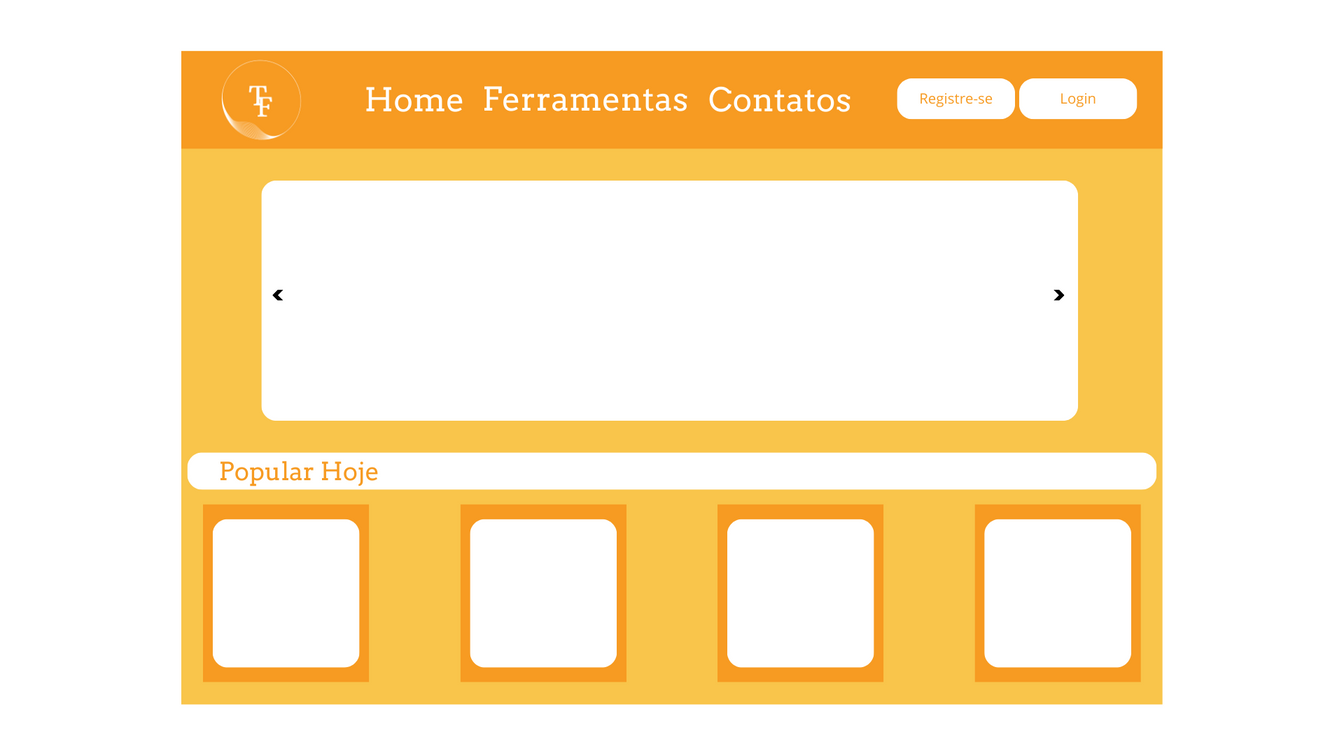 TF
Home Ferramentas Contatos Registre-se Login
Popular Hoje